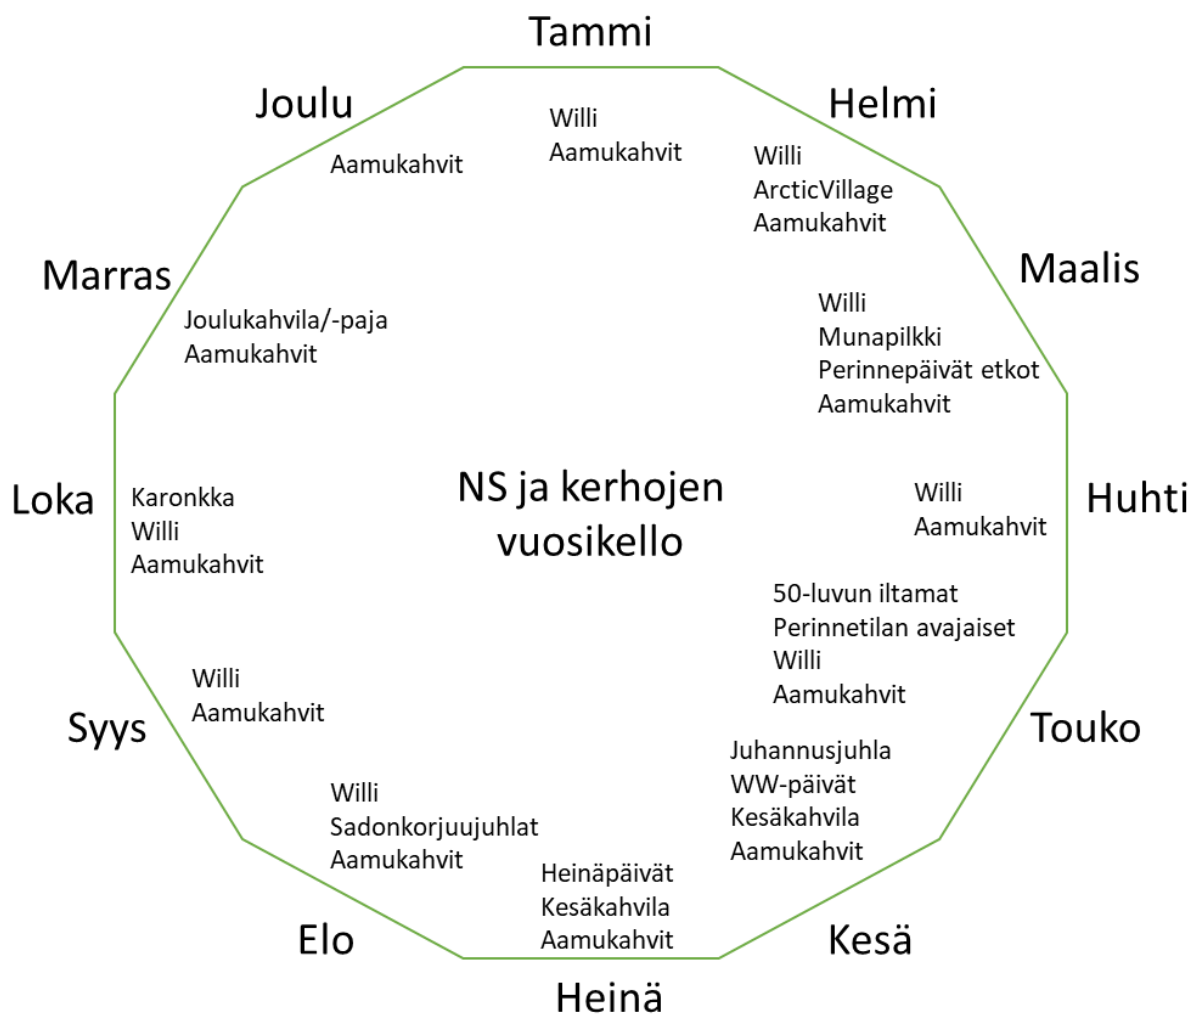 Tammi
Willi
Aamukahvit
Helmi
Willi
ArcticVillage
Aamukahvit
Maalis
Willi
Munapilkki
Perinnepäivät etkot
Aamukahvit
Huhti
Willi
Aamukahvit
Touko
50-luvun iltamat
Perinnetilan avajaiset
Willi
Aamukahvit
Kesä
Juhannusjuhla
WW-päivät
Kesäkahvila
Aamukahvit
Heinä
Heinäpäivät
Kesäkahvila
Aamukahvit
Elo
Willi
Sadonkorjuujuhlat
Aamukahvit
Syys
Willi
Aamukahvit
Loka
Karonkka
Willi
Aamukahvit
Marras
Joulukahvila/-paja
Aamukahvit
Joulu
Aamukahvit
NS ja kerhojen
vuosikello